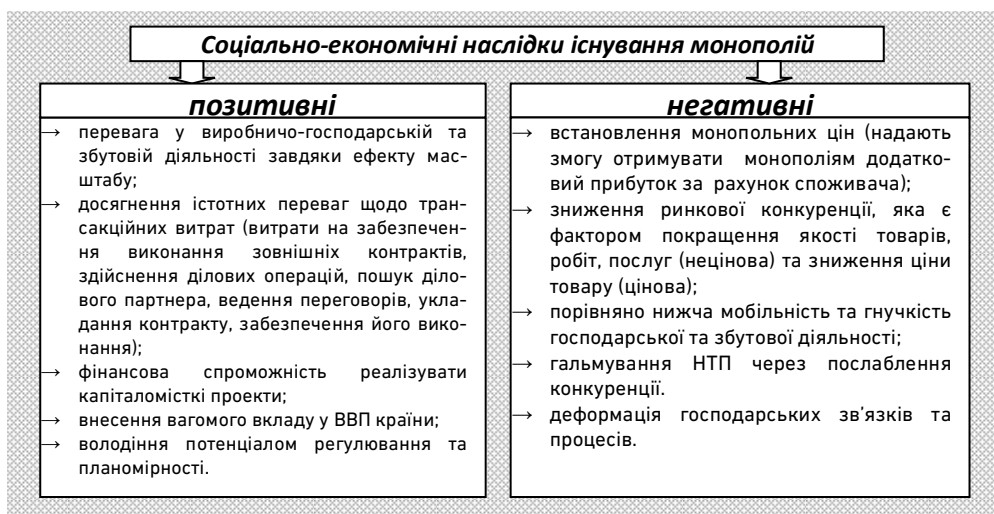 Соціально-економічні наслідки існування монополій
позитивні
→ перевага у виробничо-господарській та
збутовій діяльності завдяки ефекту мас-
штабу;
→ досягнення істотних переваг щодо тран-
сакційних витрат (витрати на забезпечен-
ня виконання зовнішніх контрактів,
здійснення ділових операцій, пошук діло-
вого партнера, ведення переговорів, укла-
дання контракту, забезпечення його вико-
нання);
→ фінансова спроможність реалізувати
капіталомісткі проекти;
→ внесення вагомого вкладу у ВВП країни;
→ володіння потенціалом регулювання та
планомірності.
негативні
→ встановлення монопольних цін (надають
змогу отримувати монополіям додатко-
вий прибуток за рахунок споживача);
→ зниження ринкової конкуренції, яка є
фактором покращення якості товарів,
робіт, послуг (нецінова) та зниження ціни
товару (цінова);
→ порівняно нижча мобільність та гнучкість
господарської та збутової діяльності;
→ гальмування НТП через послаблення
конкуренції.
→ деформація господарських зв'язків та
процесів.